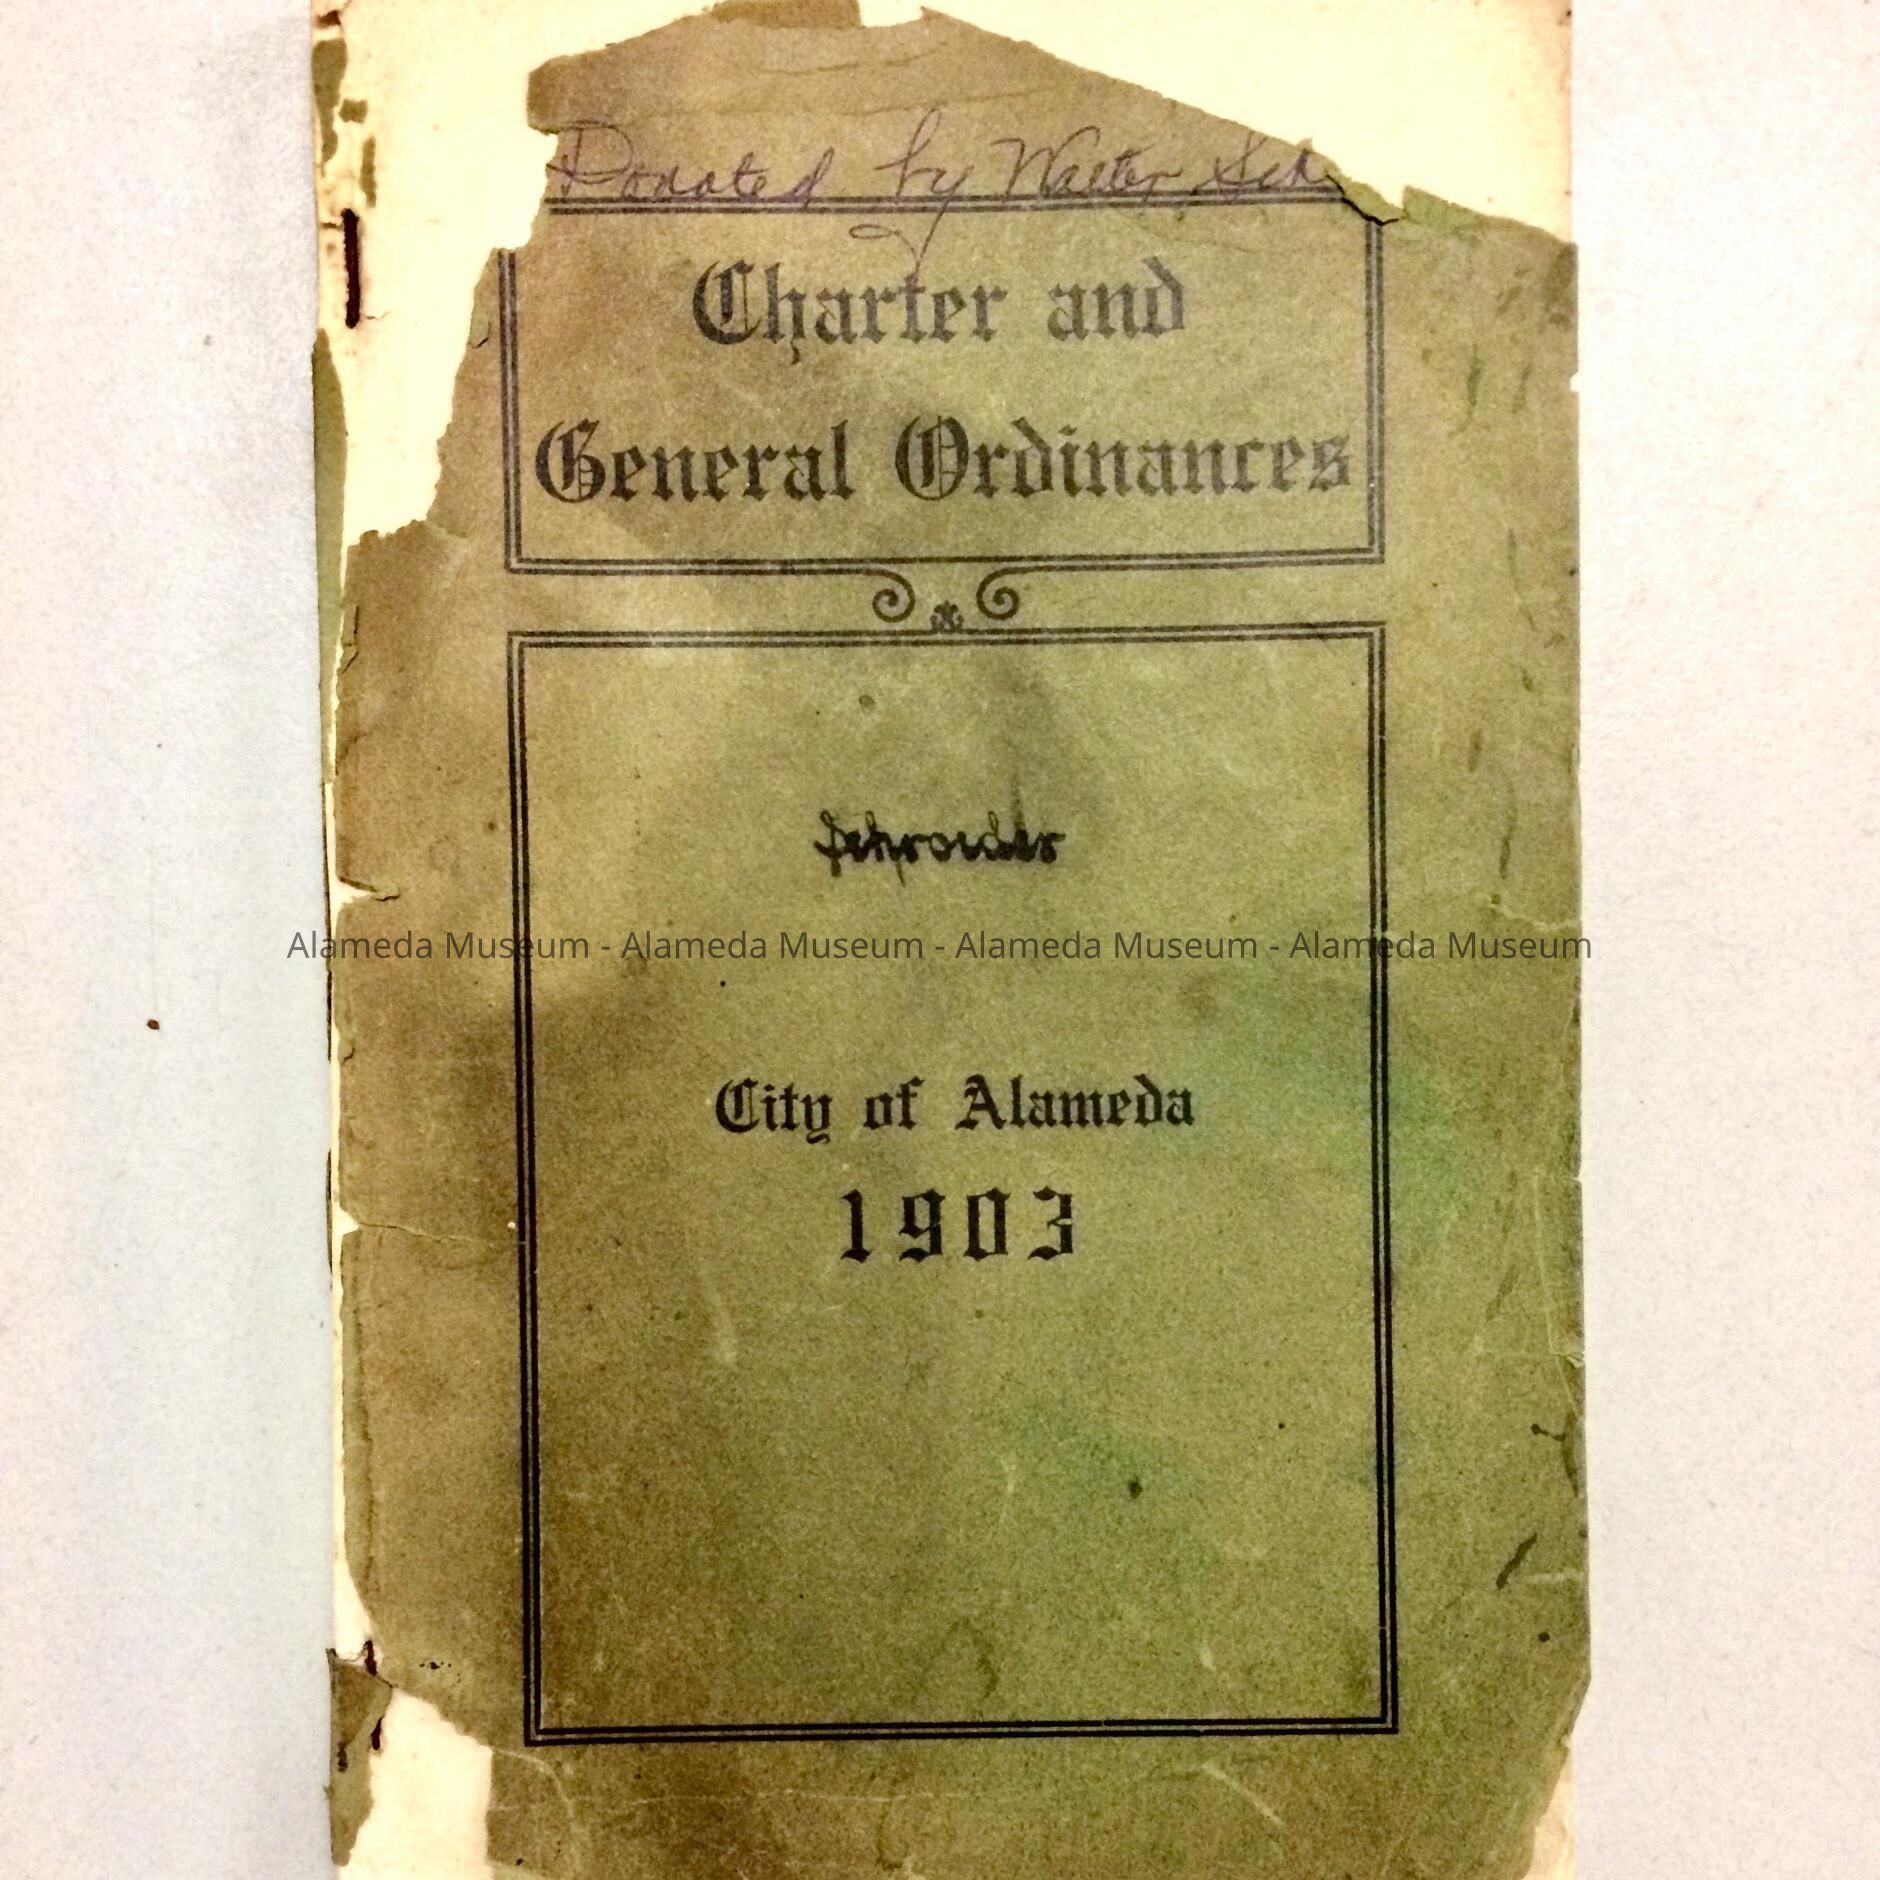 Donated by Walter Sch
Charter and
General Ordinances
Schroeder
Alameda Museum - Alameda Museum - Alameda Museum - Alameda Museum
City of Alameda
1903